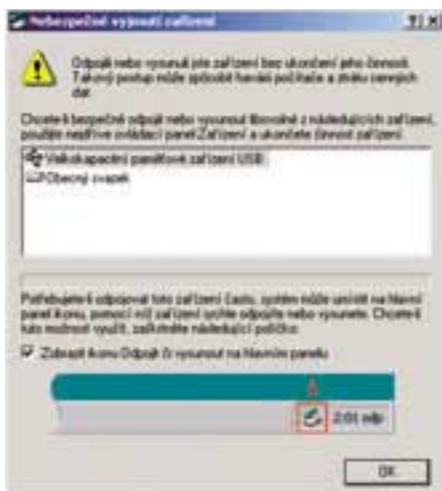 Nebezpečné vyjmutí zařízení
Odpojili nebo vysunuli jste zařízení bez ukončení jeho činnosti.
Takový postup může způsobit havárii počítače a ztrátu cenných
dat.
Chcete-li bezpečně odpojit nebo vysunout libovolné z následujících zařízení,
použijte nejdříve ovládací panel Zařízení a ukončete činnost zařízení.
Velkokapacitní paměťové zařízení USB
Obecný svazek
Potřebujete-li odpojovat toto zařízení často, systém může umístit na hlavní
panel ikonu, pomocí níž zařízení rychle odpojíte nebo vysunete. Chcete-li
tuto možnost využít, zaškrtněte následující políčko.
Zobrazit ikonu Odpojit či vysunout na hlavním panelu
2:01 odp.
OK